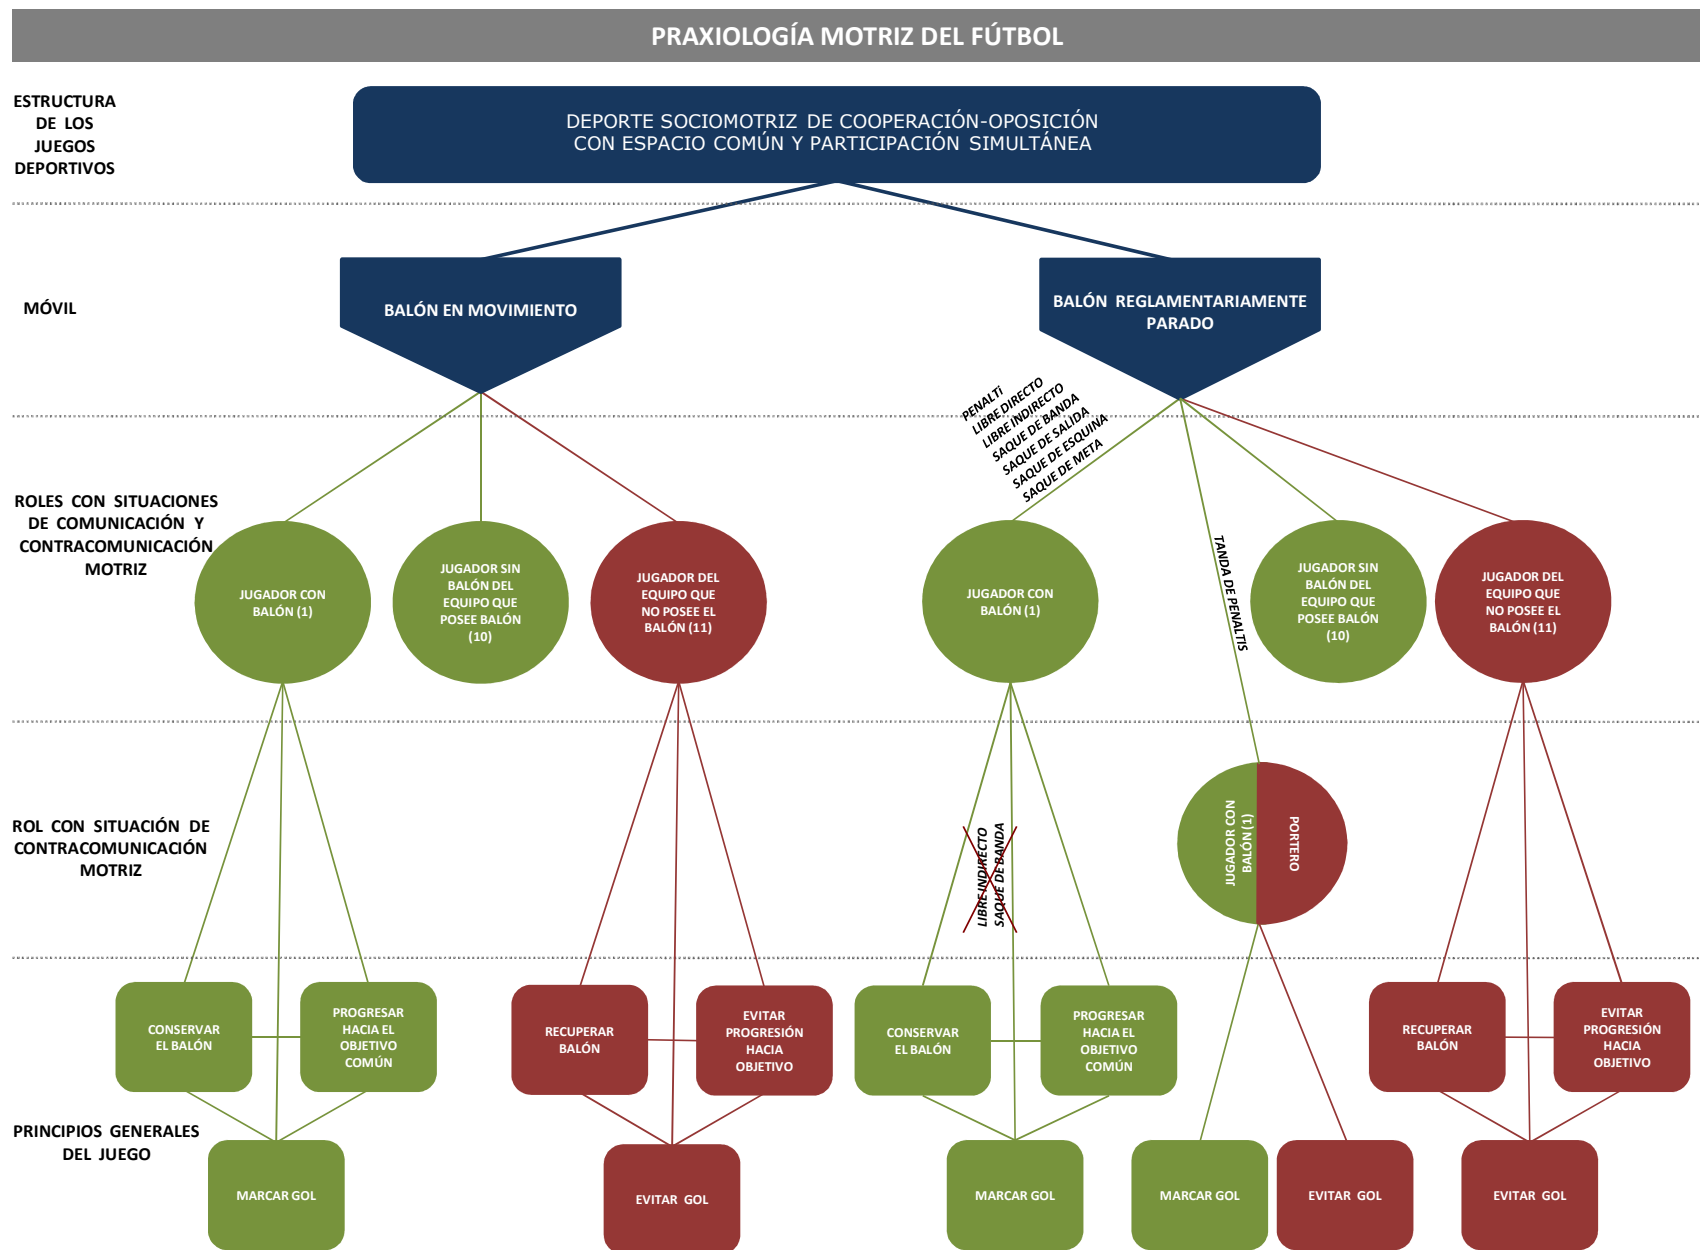 PRAXIOLOGÍA MOTRIZ DEL FÚTBOL
ESTRUCTURA
DE LOS
JUEGOS
DEPORTIVOS
DEPORTE SOCIOMOTRIZ DE COOPERACIÓN-OPOSICIÓN
CON ESPACIO COMÚN Y PARTICIPACIÓN SIMULTÁNEA
MÓVIL
BALÓN EN MOVIMIENTO
BALÓN REGLAMENTARIAMENTE
PARADO
PENALTi
LIBRE DIRECTO
LIBRE INDIRECTO
SAQUE DE BANDA
SAQUE DE SALIDA
SAQUE DE ESQUINA
SAQUE DE META
ROLES CON SITUACIONES
DE COMUNICACIÓN Y
CONTRACOMUNICACIÓN
MOTRIZ
JUGADOR CON
BALÓN (1)
JUGADOR SIN
BALÓN DEL
EQUIPO QUE
POSEE BALÓN
(10)
JUGADOR DEL
EQUIPO QUE
NO POSEE EL
BALÓN (11)
JUGADOR CON
BALÓN (1)
TANDA DE PENALTIS
JUGADOR SIN
BALÓN DEL
EQUIPO QUE
POSEE BALÓN
(10)
JUGADOR DEL
EQUIPO QUE
NO POSEE EL
BALÓN (11)
ROL CON SITUACIÓN DE
CONTRACOMUNICACIÓN
MOTRIZ
LIBRE INDIRECTO
SAQUE DE BANDA
JUGADOR CON
BALÓN (1)
PORTERO
PRINCIPIOS GENERALES
DEL JUEGO
CONSERVAR
EL BALÓN
PROGRESAR
HACIA EL
OBJETIVO
COMÚN
RECUPERAR
BALÓN
EVITAR
PROGRESIÓN
HACIA
OBJETIVO
CONSERVAR
EL BALÓN
PROGRESAR
HACIA EL
OBJETIVO
COMÚN
RECUPERAR
BALÓN
EVITAR
PROGRESIÓN
HACIA
OBJETIVO
MARCAR GOL
EVITAR GOL
MARCAR GOL
MARCAR GOL
EVITAR GOL
EVITAR GOL